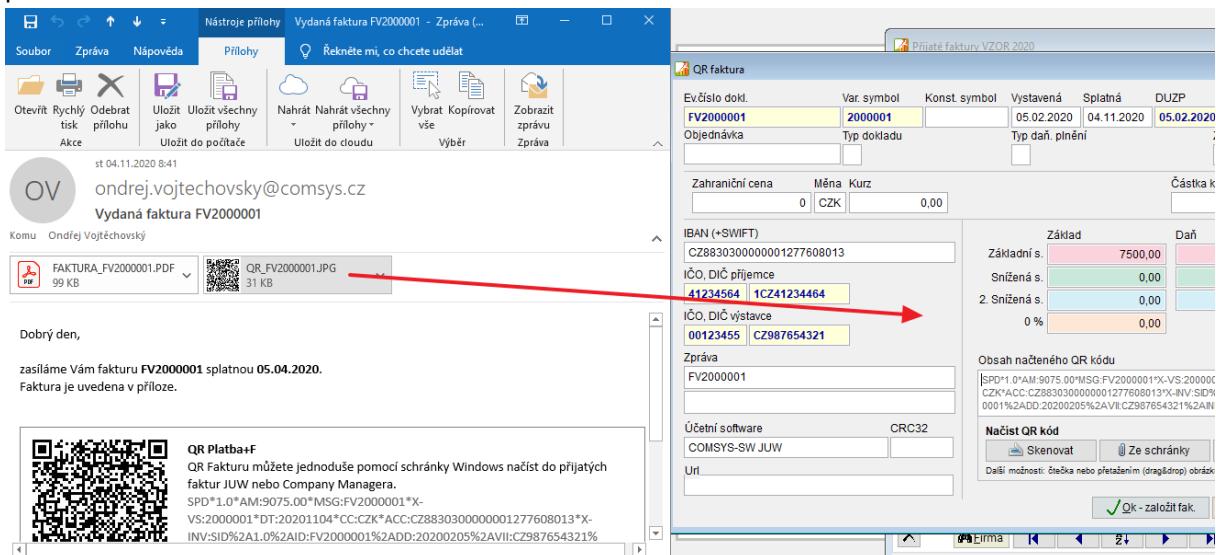 Nástroje přílohy
Vydaná faktura FV2000001 - Zpráva (...
Soubor Zpráva Nápověda Přílohy Řekněte mi, co chcete udělat
Otevřít Rychlý tisk Odebrat přílohu Uložit jako Uložit všechny přílohy Nahrát Nahrát všechny přílohy Vybrat vše Kopírovat Zobrazit zprávu
Akce Uložit do počítače Uložit do cloudu Výběr Zpráva
st 04.11.2020 8:41
OV
ondrej.vojtechovsky@comsys.cz
Vydaná faktura FV2000001
Komu Ondřej Vojtěchovský
FAKTURA_FV2000001.PDF
99 KB
QR_FV2000001.JPG
31 KB
Dobrý den,
zasíláme Vám fakturu FV2000001 splatnou 05.04.2020.
Faktura je uvedena v příloze.
QR Platba+F
QR Fakturu můžete jednoduše pomocí schránky Windows načíst do přijatých
faktur JUW nebo Company Managera.
SPD*1.0*AM:9075.00*MSG:FV2000001*X-
VS:2000001*DT:20201104*CC:CZK*ACC:CZ8830300000001277608013*X-
INV:SID%2A1.0%2AID:FV2000001%2ADD:20200205%2AVII:CZ987654321%
Přijaté faktury VZOR 2020
QR faktura
Ev.číslo dokl. Var. symbol Konst. symbol Vystavená Splatná DUZP
FV2000001 2000001 05.02.2020 04.11.2020 05.02.2020
Objednávka Typ dokladu Typ daň. plnění
Zahraniční cena Měna Kurz Částka k
0 CZK 0,00
IBAN (+SWIFT)
CZ8830300000001277608013
IČO, DIČ příjemce
41234564 1CZ41234464
IČO, DIČ výstavce
00123455 CZ987654321
Zpráva
FV2000001
Účetní software CRC32
COMSYS-SW JUW
Url
Základ Daň
Základní s. 7500,00
Snížená s. 0,00
2. Snížená s. 0,00
0 % 0,00
Obsah načteného QR kódu
SPD*1.0*AM:9075.00*MSG:FV2000001*X-VS:200000
CZK*ACC:CZ8830300000001277608013*X-INV:SID%
0001%2ADD:20200205%2AVII:CZ987654321%2AIN
Načíst QR kód
Skenovat Ze schránky
Další možnosti: čtečka nebo přetažením (drag&drop) obrázk
Ok - založit fak.
Firma